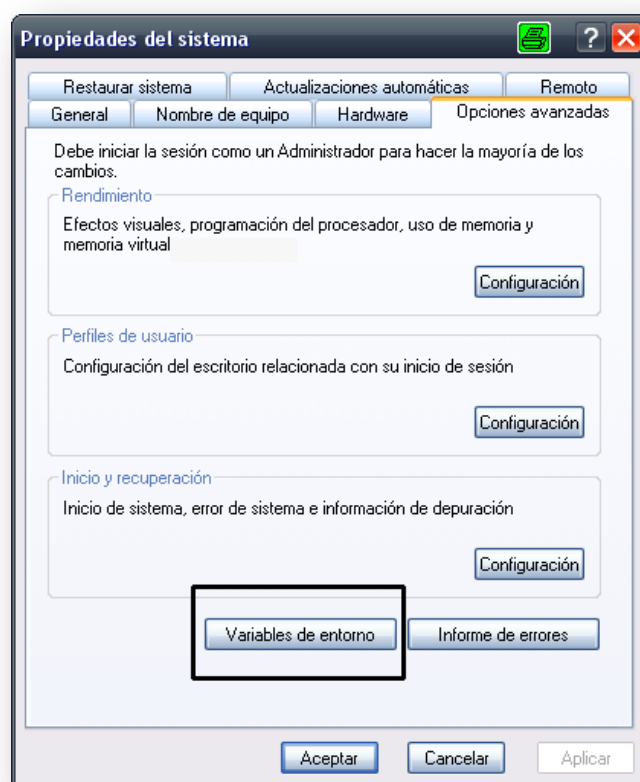 Propiedades del sistema
Restaurar sistema Actualizaciones automáticas Remoto
General Nombre de equipo Hardware Opciones avanzadas
Debe iniciar la sesión como un Administrador para hacer la mayoría de los
cambios.
Rendimiento
Efectos visuales, programación del procesador, uso de memoria y
memoria virtual
Configuración
Perfiles de usuario
Configuración del escritorio relacionada con su inicio de sesión
Configuración
Inicio y recuperación
Inicio de sistema, error de sistema e información de depuración
Configuración
Variables de entorno Informe de errores
Aceptar Cancelar Aplicar